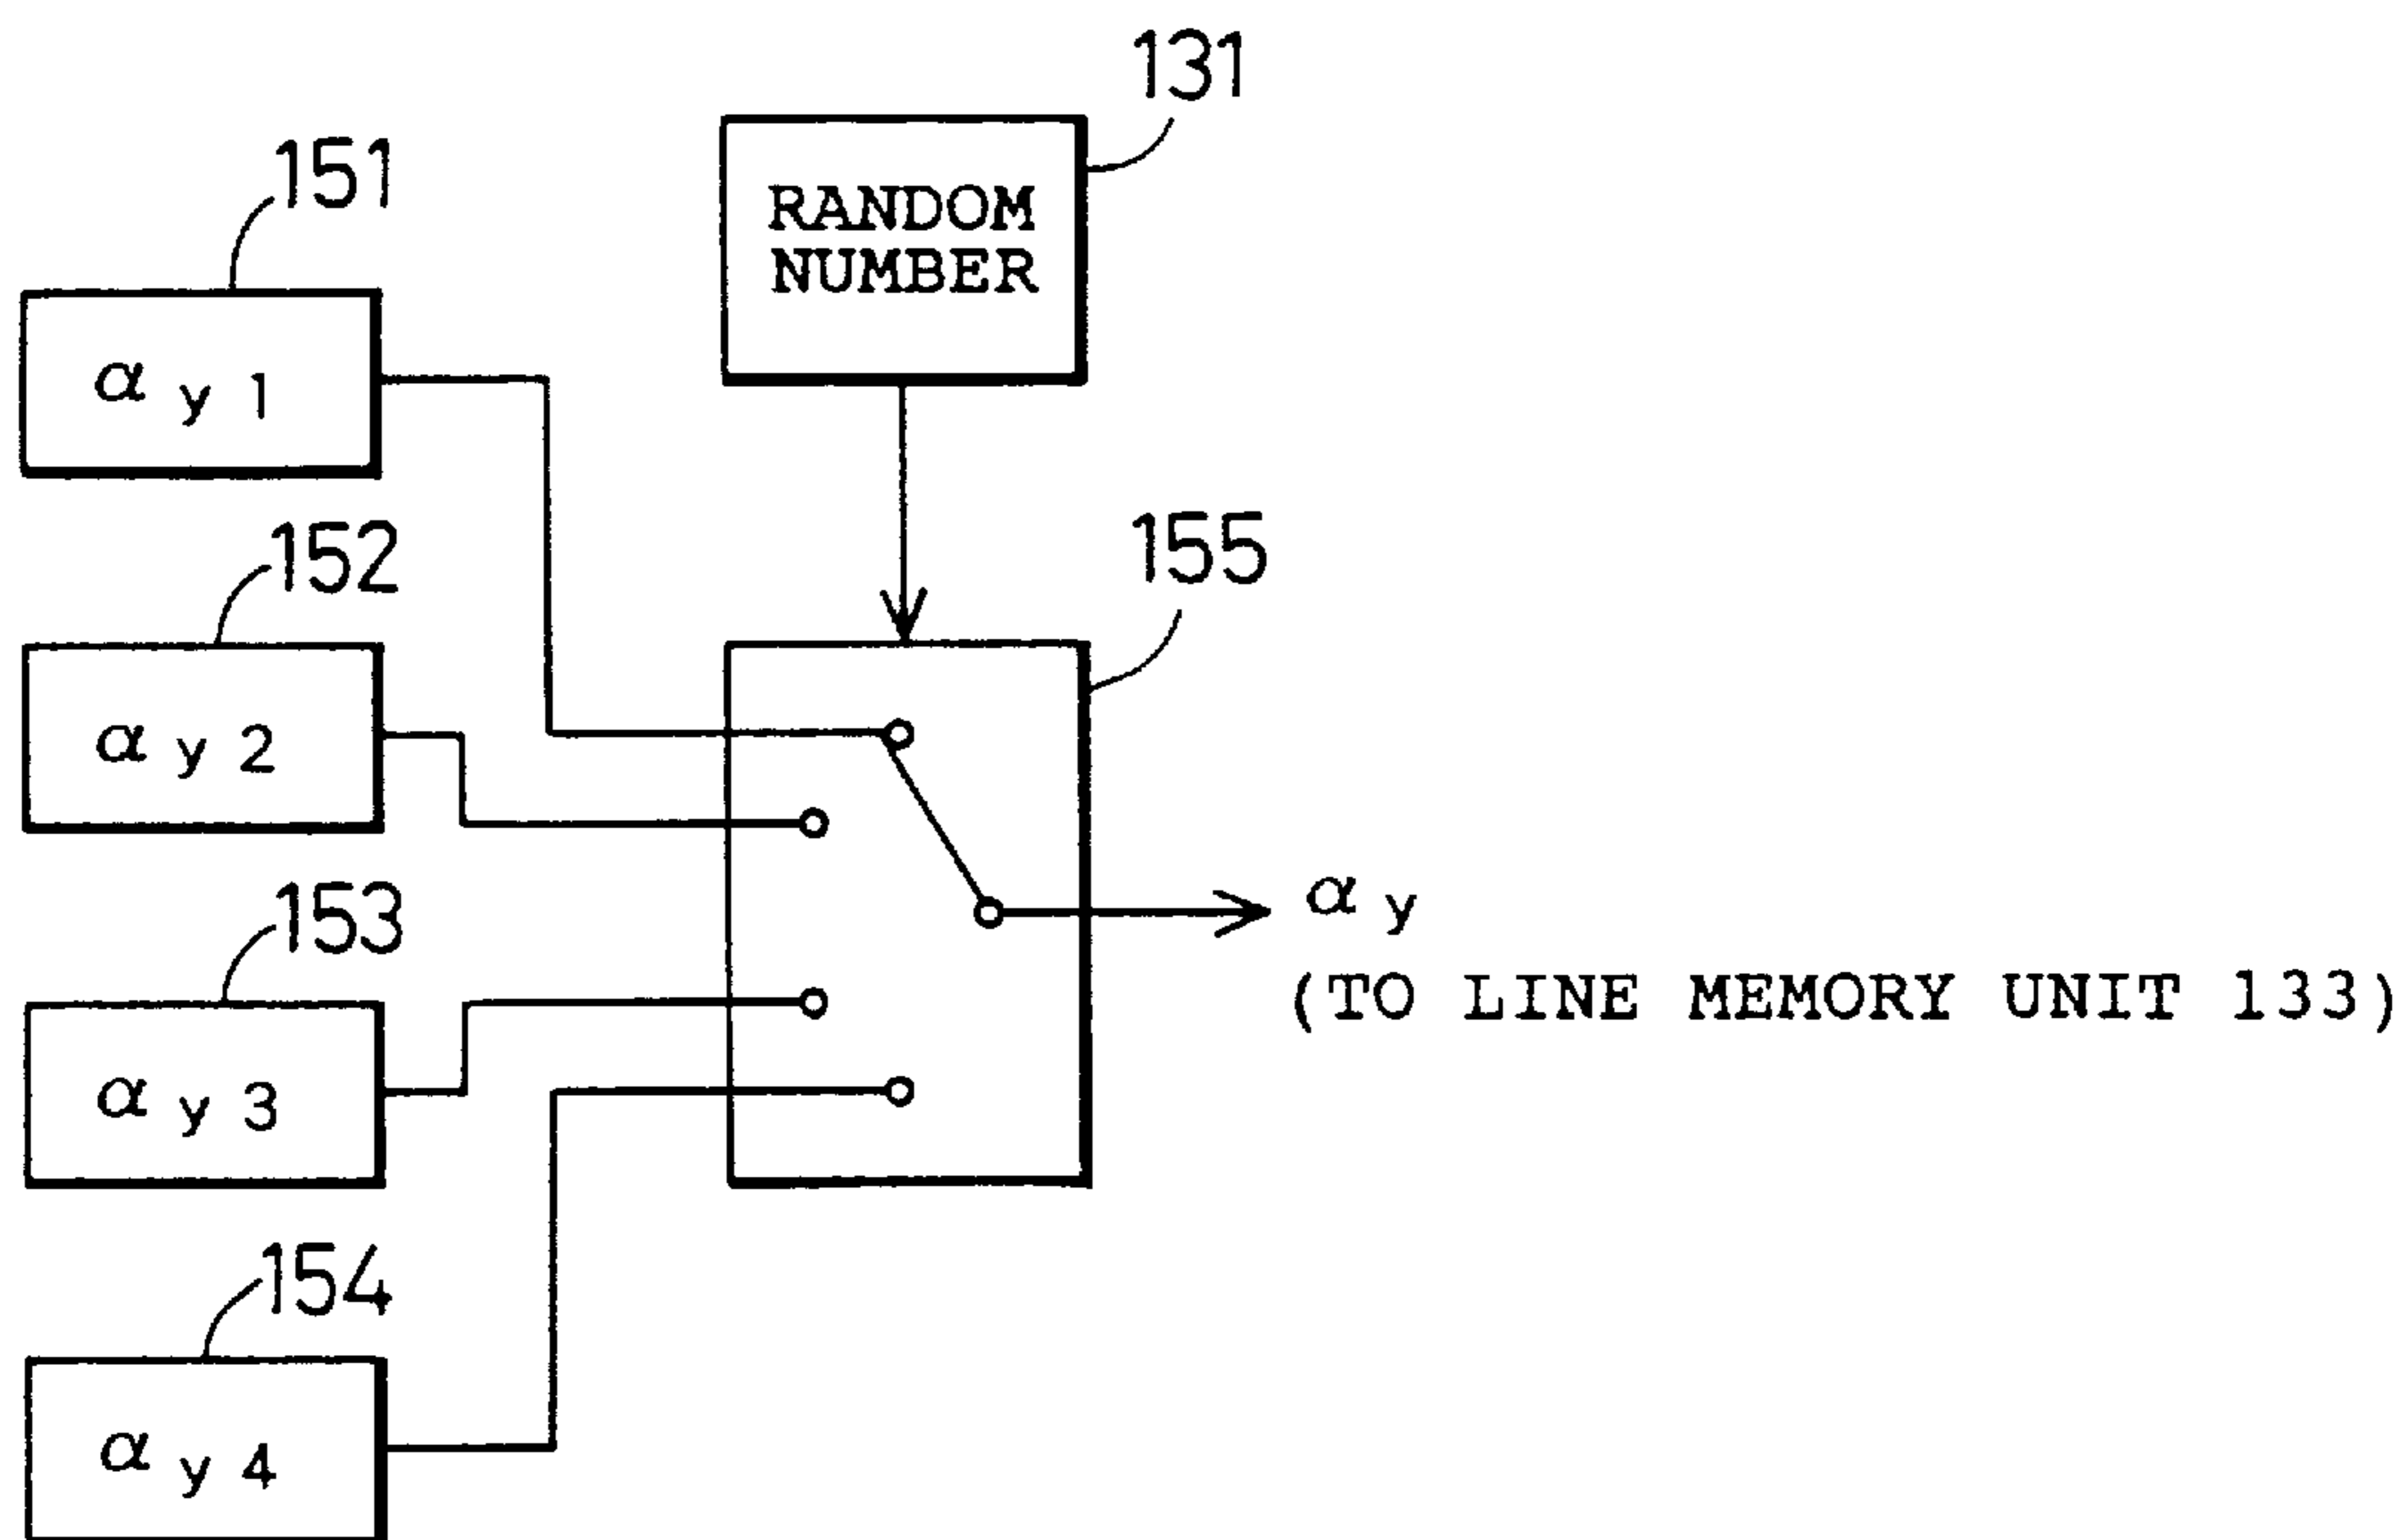 131
151
RANDOM
NUMBER
α y 1
152
155
α y 2
153
α y
(TO LINE MEMORY UNIT 133)
α y 3
154
α y 4